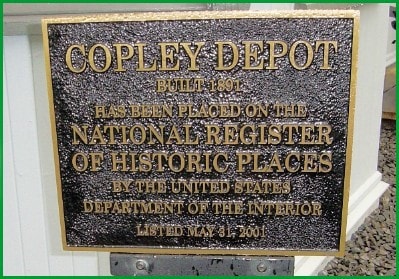 COPLEY DEPOT
BUILT 1891
HAS BEEN PLACED ON THE
NATIONAL REGISTER
OF HISTORIC PLACES
BY THE UNITED STATES
DEPARTMENT OF THE INTERIOR
LISTED MAY 31, 2001